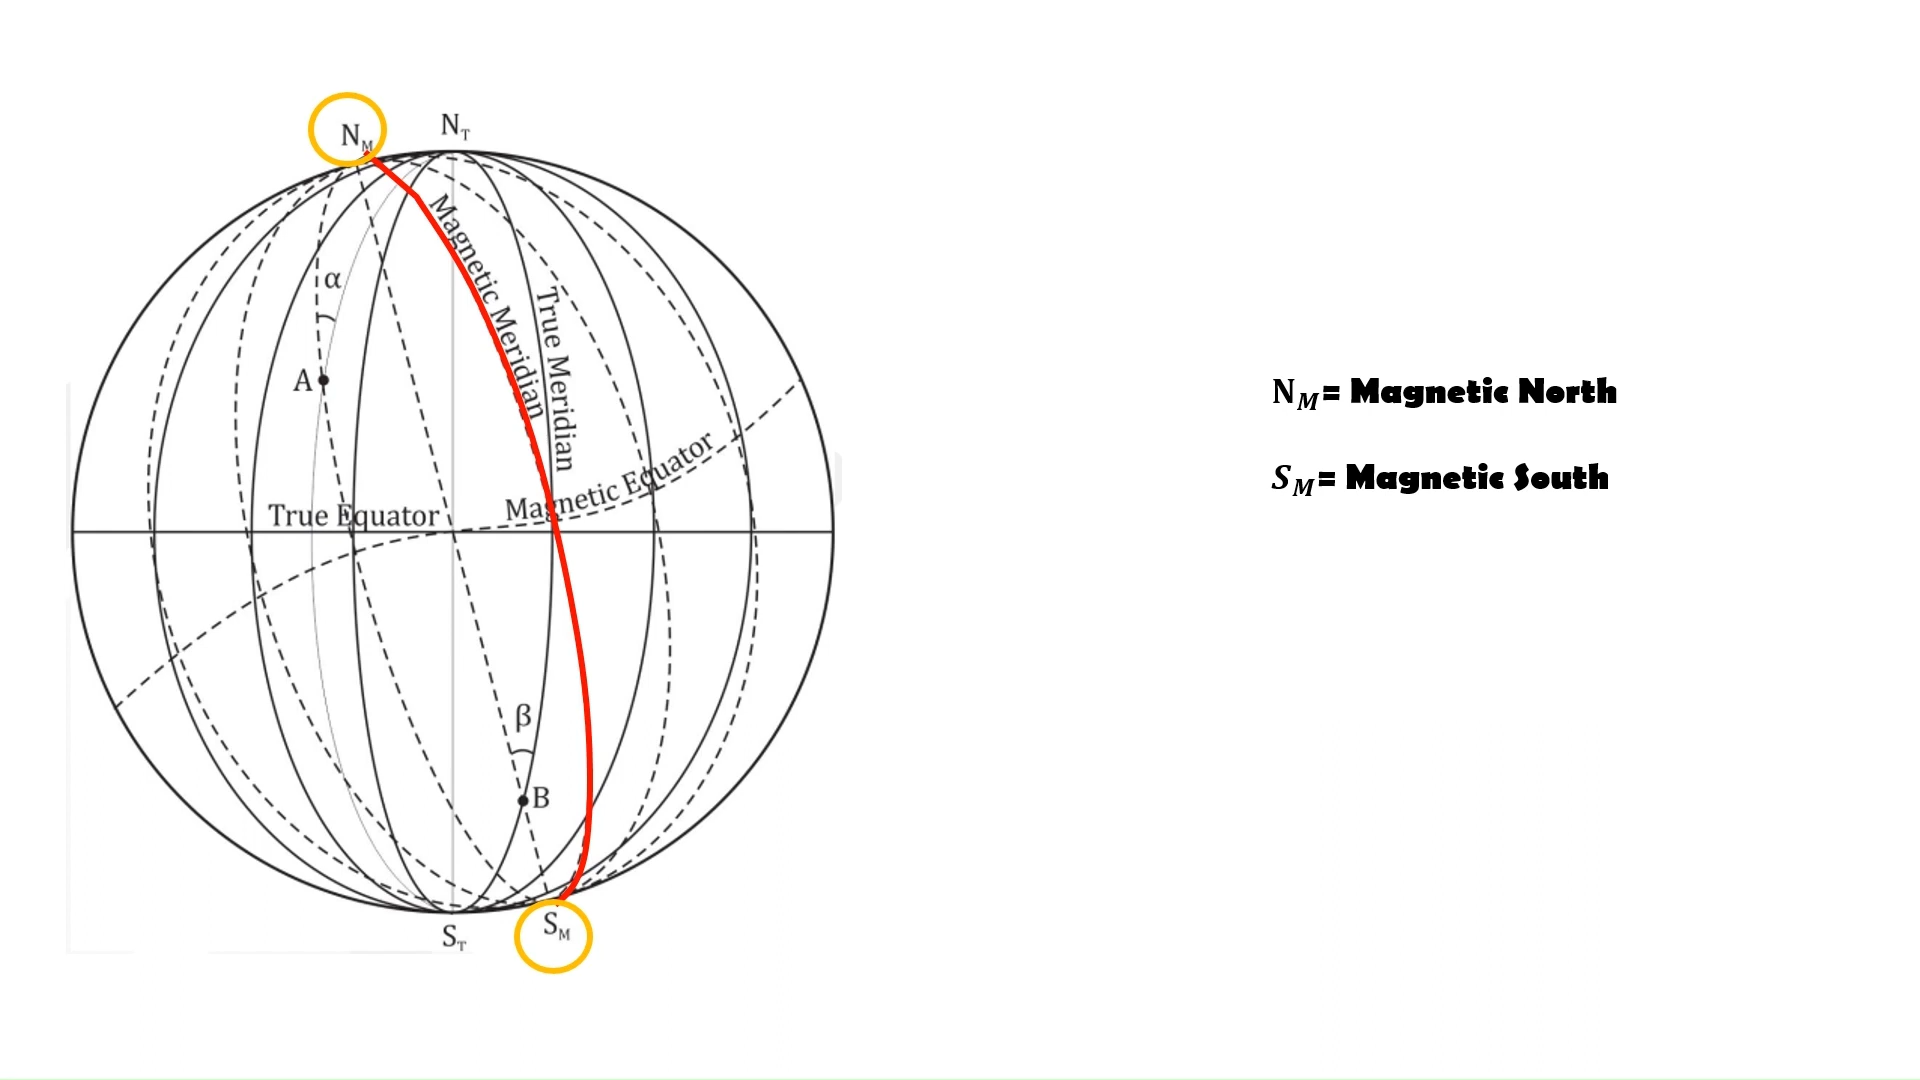 N_M
N_T
α
Magnetic Meridian
True Meridian
A
Magnetic Equator
True Equator
β
B
S_M
S_T
N_M= Magnetic North
S_M= Magnetic South